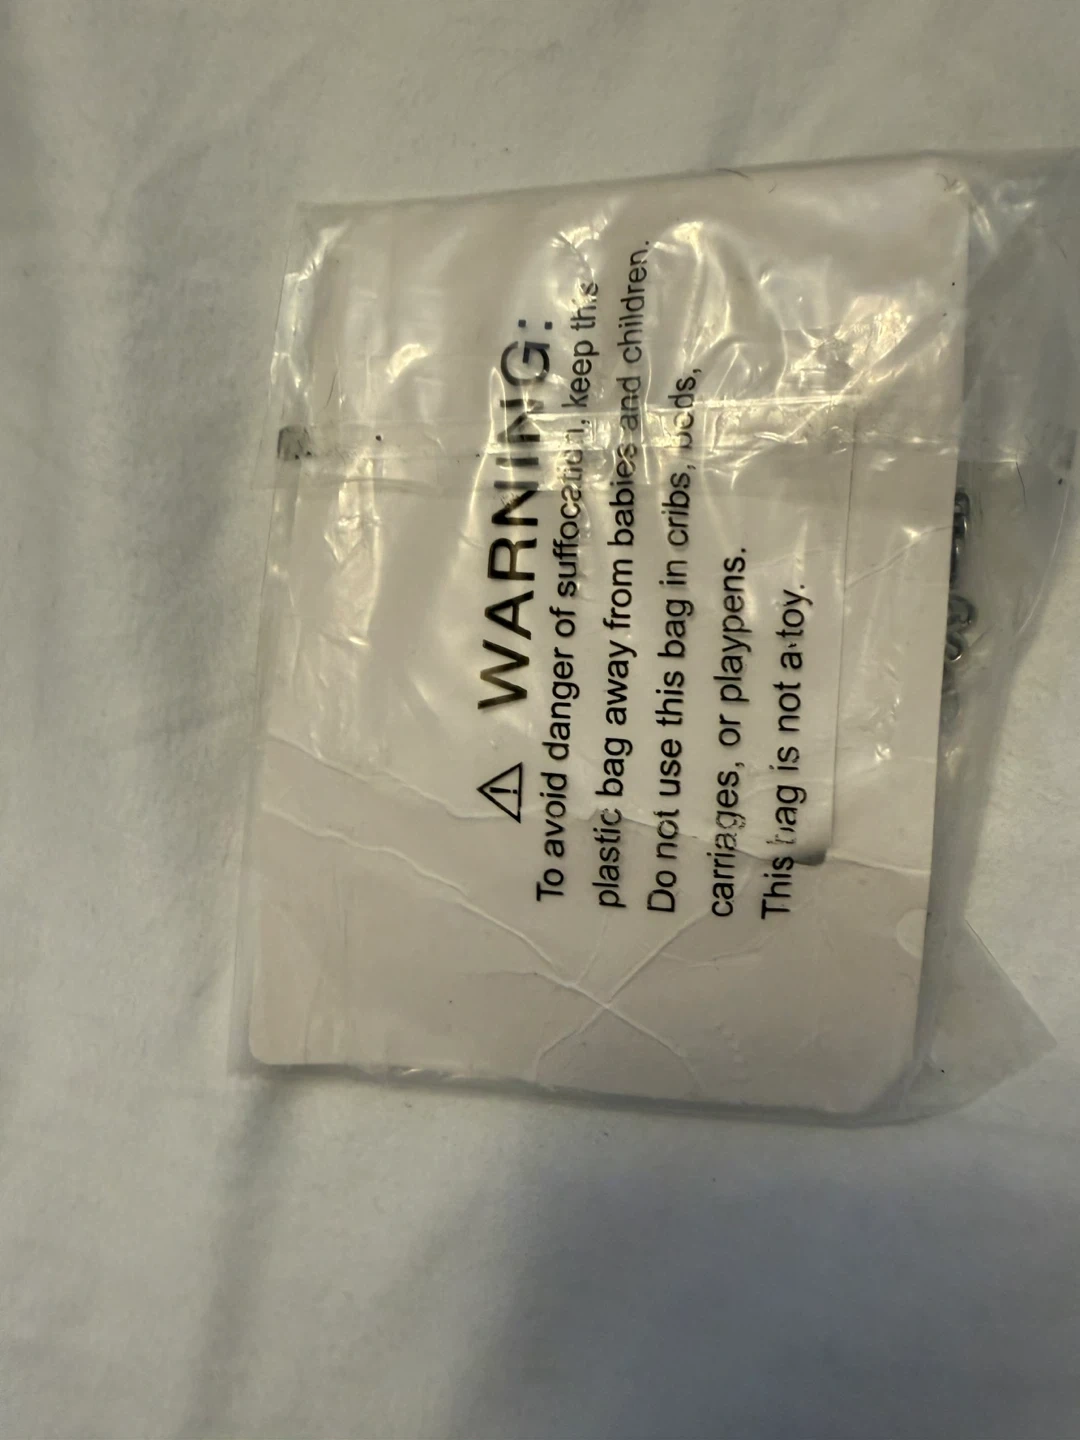 ⚠ WARNING:
To avoid danger of suffocation, keep this
plastic bag away from babies and children.
Do not use this bag in cribs, beds,
carriages, or playpens.
This bag is not a toy.